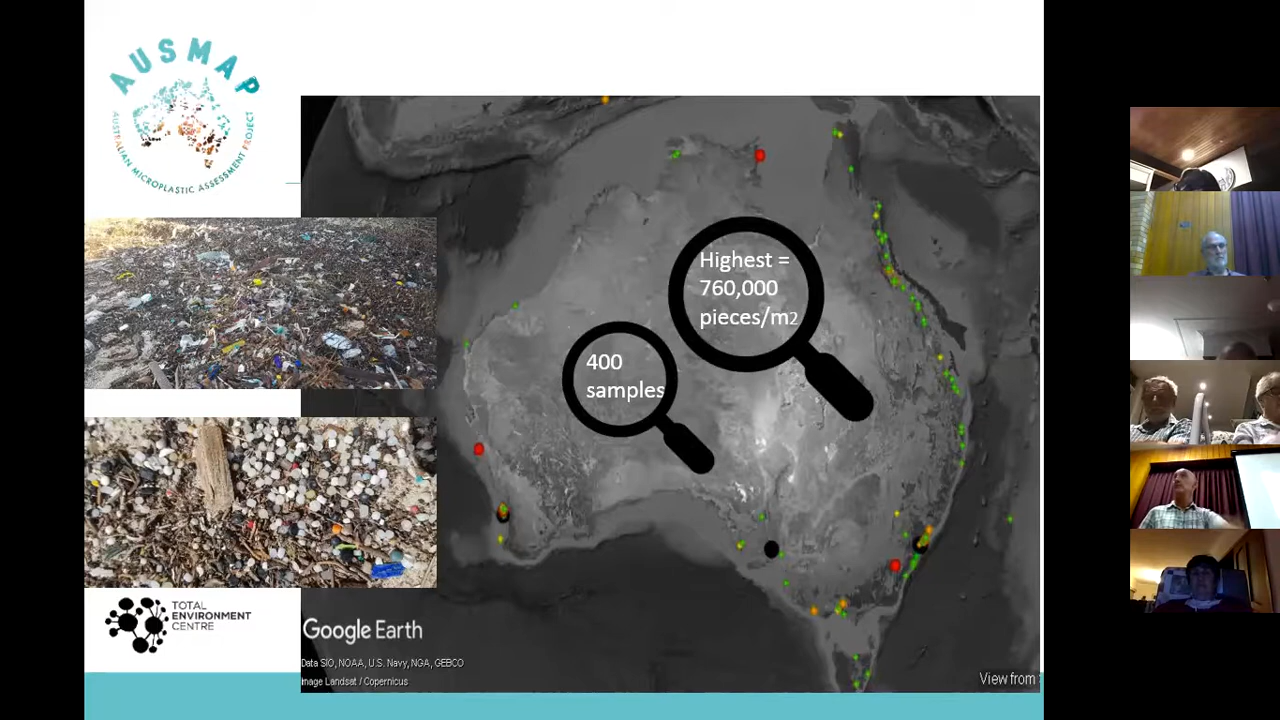 AUSMAP
AUSTRALIAN MICROPLASTIC ASSESSMENT PROJECT
Highest =
760,000
pieces/m2
400
samples
TOTAL
ENVIRONMENT
CENTRE
Google Earth
Data SIO, NOAA, U.S. Navy, NGA, GEBCO
Image Landsat / Copernicus
View from